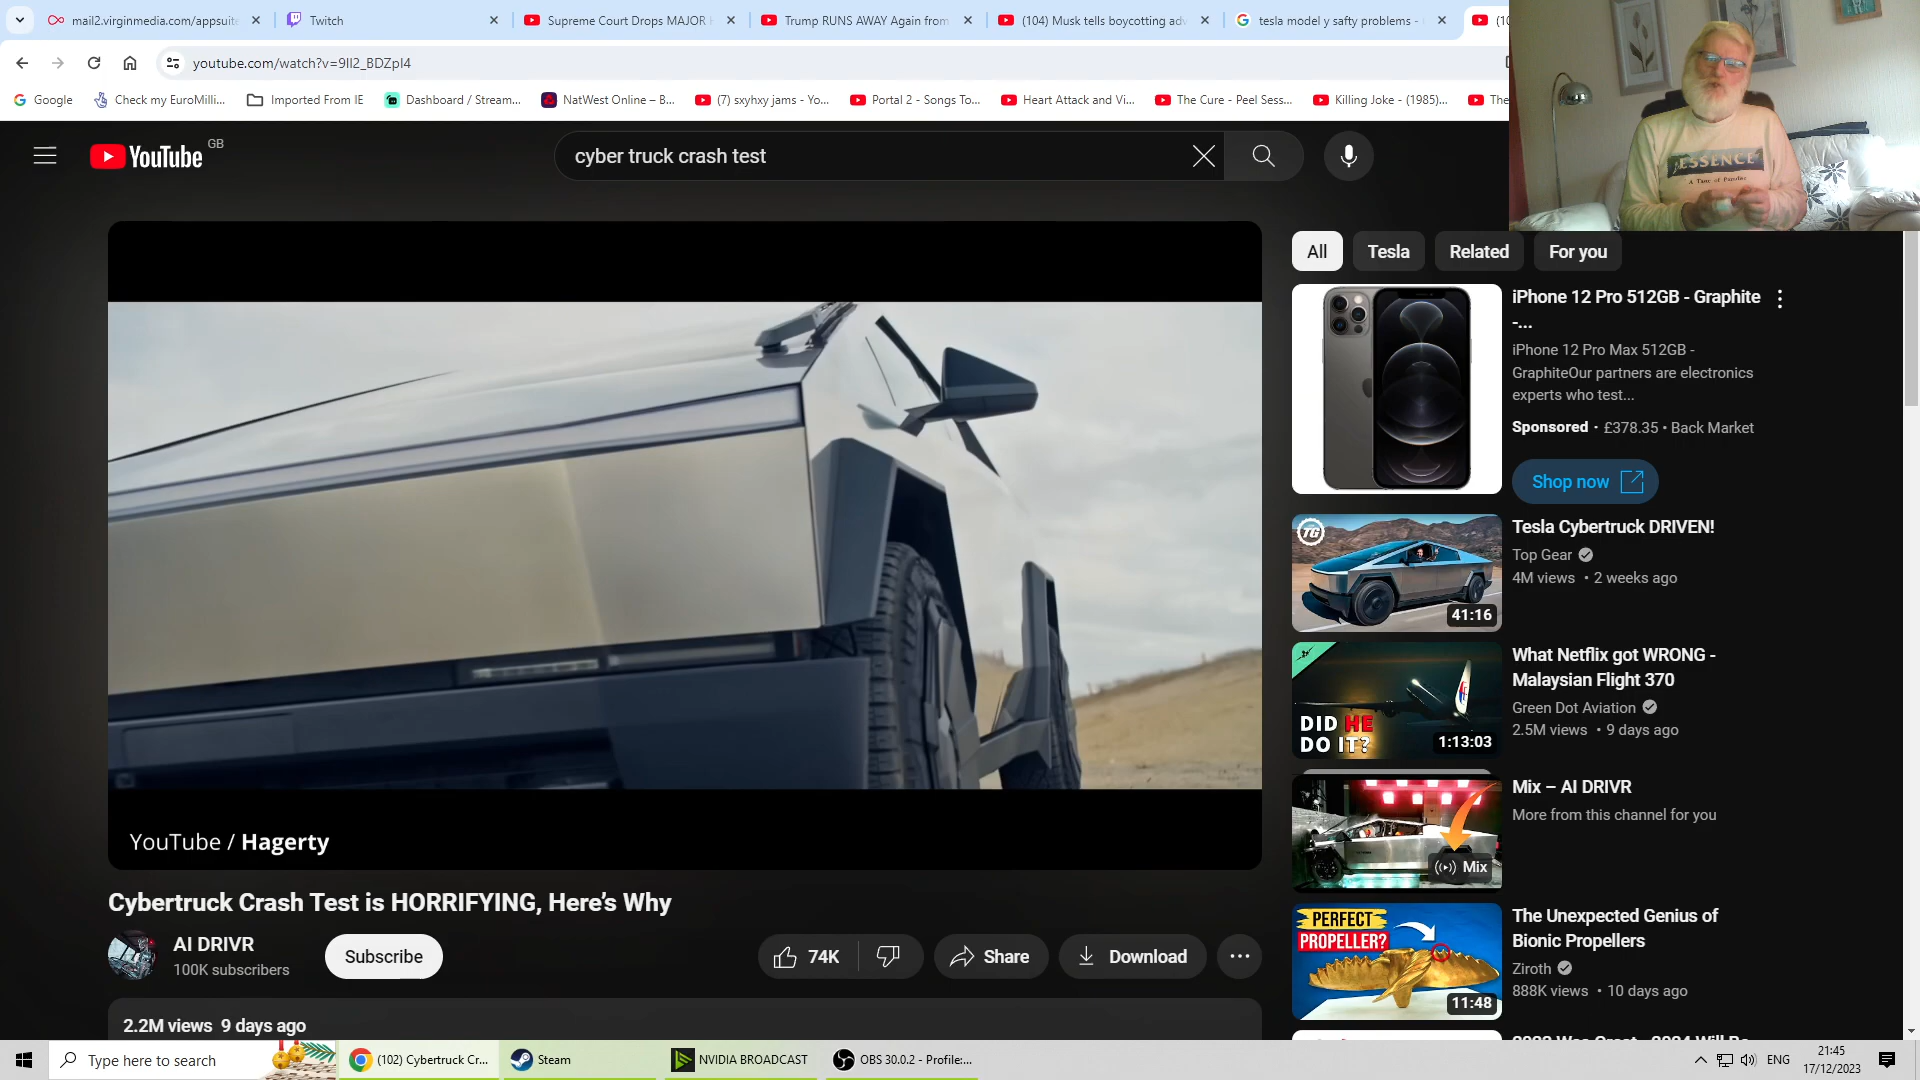 mail2.virginmedia.com/appsuite
Twitch
Supreme Court Drops MAJOR
Trump RUNS AWAY Again from
(104) Musk tells boycotting adv
tesla model y safty problems -
youtube.com/watch?v=9II2_BDZpI4
Google
Check my EuroMilli...
Imported From IE
Dashboard / Stream...
NatWest Online – B...
(7) sxyhxy jams - Yo...
Portal 2 - Songs To...
Heart Attack and Vi...
The Cure - Peel Sess...
Killing Joke - (1985)...
The
ESSENCE
A Taste of Paradise
YouTube GB
cyber truck crash test
All
Tesla
Related
For you
iPhone 12 Pro 512GB - Graphite
-...
iPhone 12 Pro Max 512GB -
GraphiteOur partners are electronics
experts who test...
Sponsored • £378.35 • Back Market
Shop now
TG
41:16
Tesla Cybertruck DRIVEN!
Top Gear
4M views • 2 weeks ago
DID HE
DO IT?
1:13:03
What Netflix got WRONG -
Malaysian Flight 370
Green Dot Aviation
2.5M views • 9 days ago
Mix
Mix – AI DRIVR
More from this channel for you
PERFECT
PROPELLER?
11:48
The Unexpected Genius of
Bionic Propellers
Ziroth
888K views • 10 days ago
YouTube / Hagerty
Cybertruck Crash Test is HORRIFYING, Here’s Why
AI DRIVR
100K subscribers
Subscribe
74K
Share
Download
2.2M views 9 days ago
Type here to search
(102) Cybertruck Cr...
Steam
NVIDIA BROADCAST
OBS 30.0.2 - Profile:...
ENG
21:45
17/12/2023